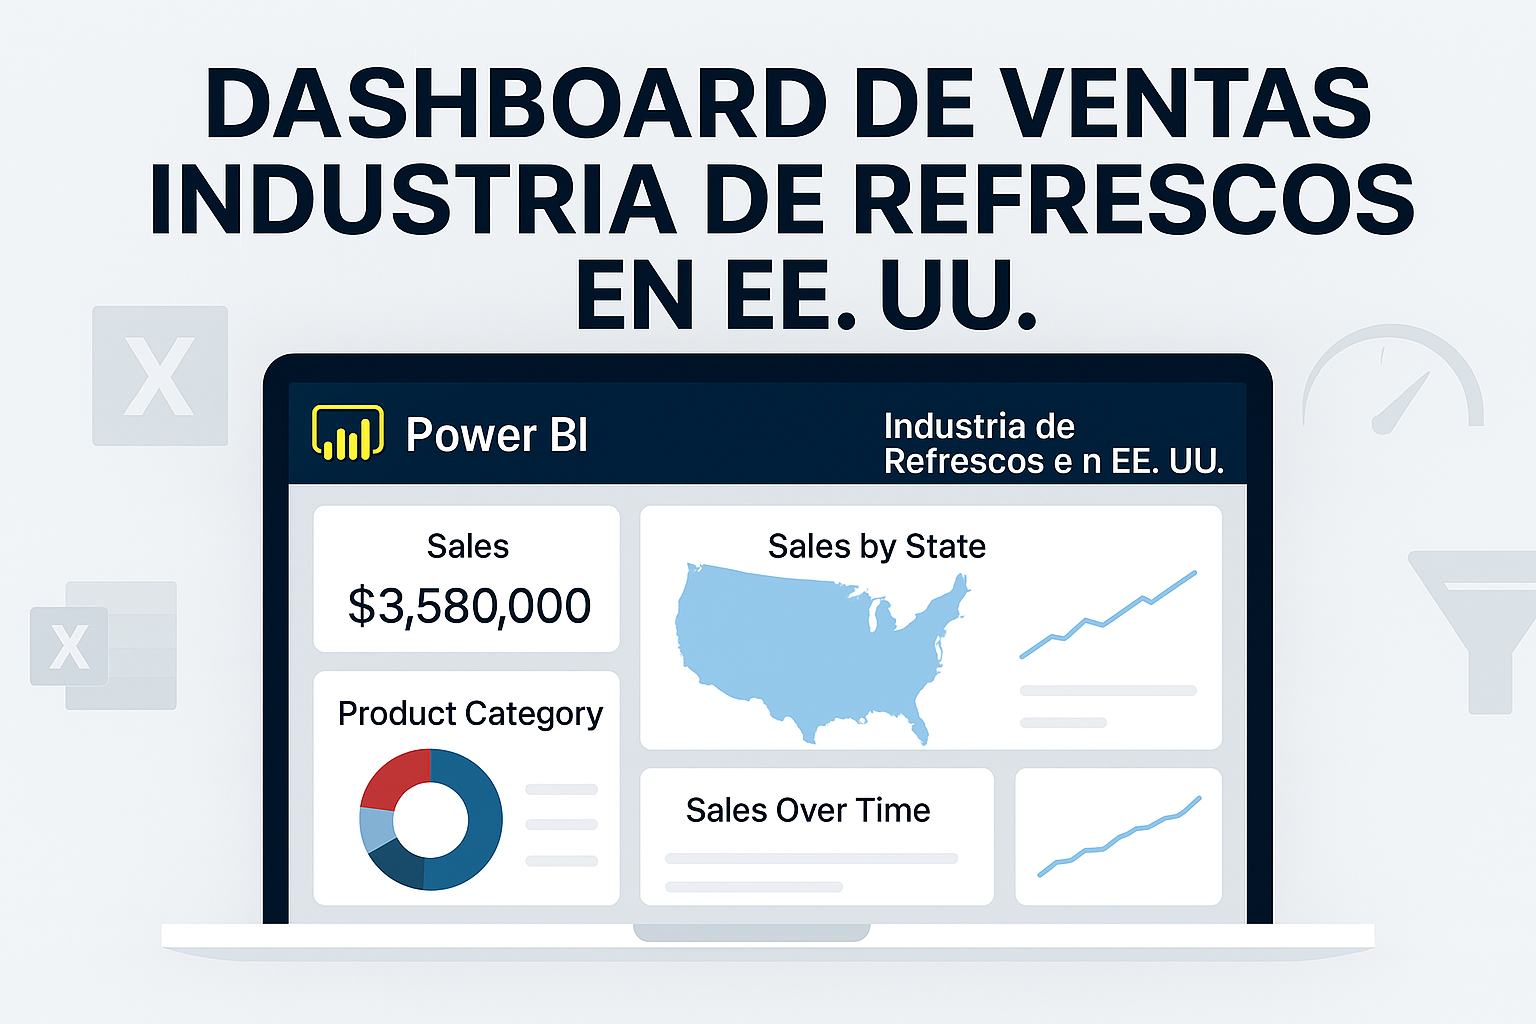 DASHBOARD DE VENTAS
INDUSTRIA DE REFRESCOS
EN EE. UU.
X
X
Power BI
Industria de
Refrescos e n EE. UU.
Sales
$3,580,000
Sales by State
Product Category
Sales Over Time